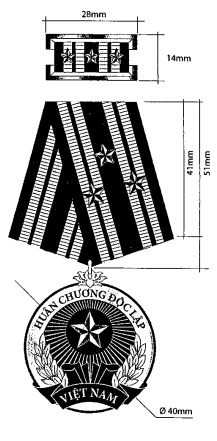 28mm
14mm
41mm
51mm
HUÂN CHƯƠNG ĐỘC LẬP
VIỆT NAM
Ø 40mm